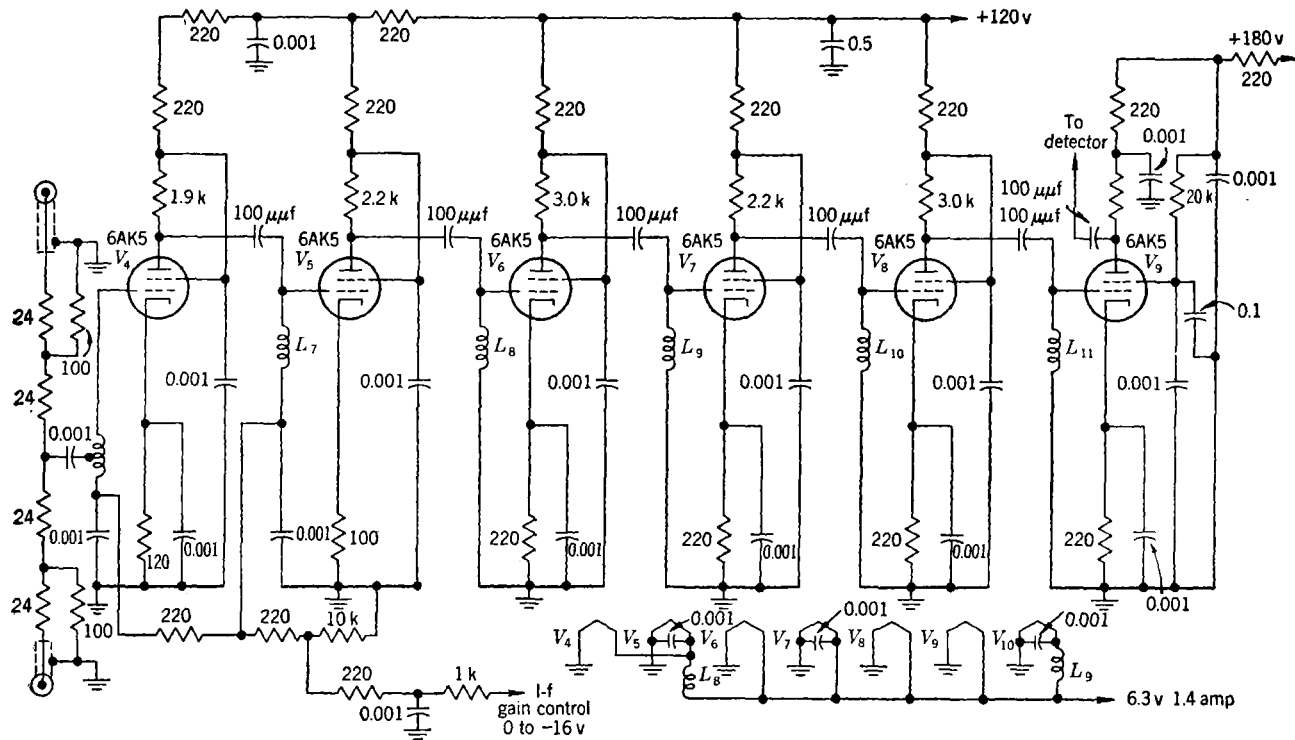 220
0.001
220
+120 v
0.5
+180 v
220
220
220
220
220
220
220
To detector
0.001
0.001
1.9 k
2.2 k
3.0 k
2.2 k
3.0 k
20 k
100 μμf
100 μμf
100 μμf
100 μμf
100 μμf
100 μμf
6AK5
V4
6AK5
V5
6AK5
V6
6AK5
V7
6AK5
V8
6AK5
V9
0.1
24
100
L7
L8
L9
L10
L11
24
0.001
0.001
0.001
0.001
0.001
0.001
0.001
24
0.001
120
0.001
0.001
100
220
0.001
220
0.001
220
0.001
220
0.001
24
100
220
220
10 k
V4
V5
0.001
V6
V7
0.001
V8
V9
V10
0.001
L8
L9
220
0.001
1 k
I-f
gain control
0 to −16 v
6.3 v 1.4 amp